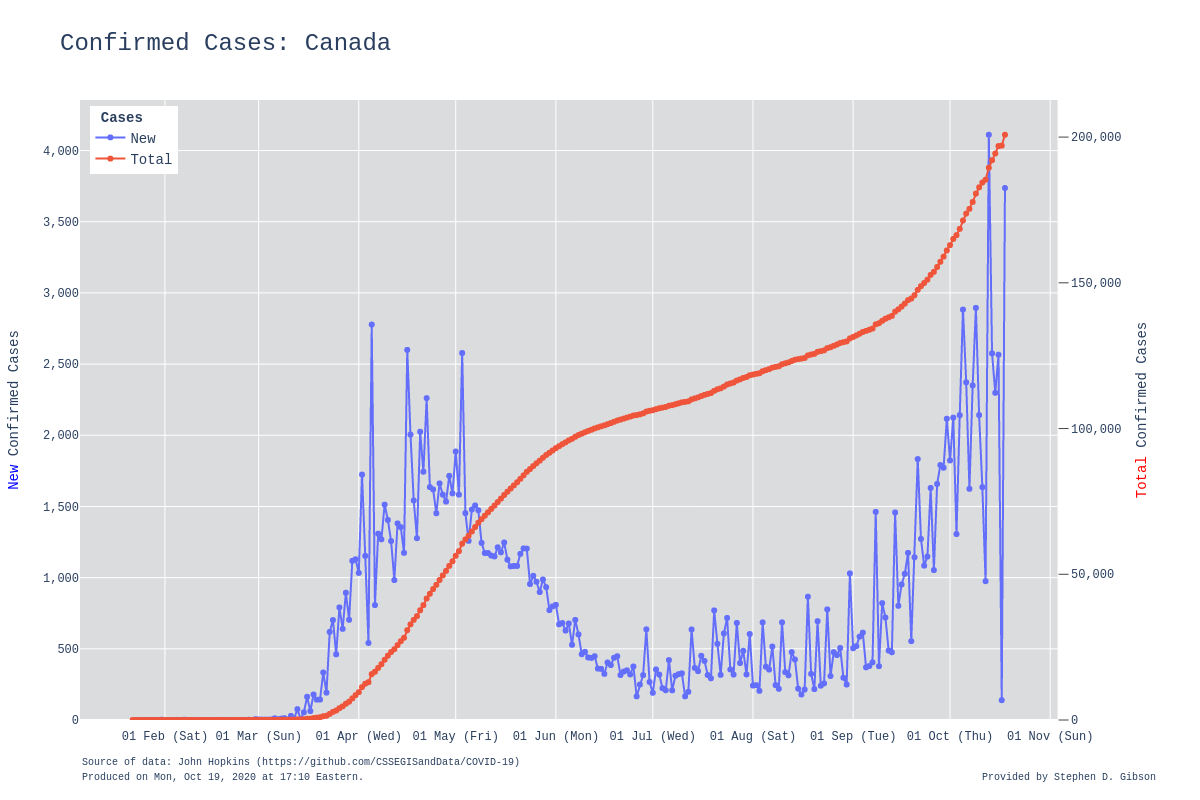 Confirmed Cases: Canada
Cases
New
Total
4,000
3,500
3,000
2,500
2,000
1,500
1,000
500
0
New Confirmed Cases
200,000
150,000
100,000
50,000
0
Total Confirmed Cases
01 Feb (Sat) 01 Mar (Sun) 01 Apr (Wed) 01 May (Fri) 01 Jun (Mon) 01 Jul (Wed) 01 Aug (Sat) 01 Sep (Tue) 01 Oct (Thu) 01 Nov (Sun)
Source of data: John Hopkins (https://github.com/CSSEGISandData/COVID-19)
Produced on Mon, Oct 19, 2020 at 17:10 Eastern.
Provided by Stephen D. Gibson